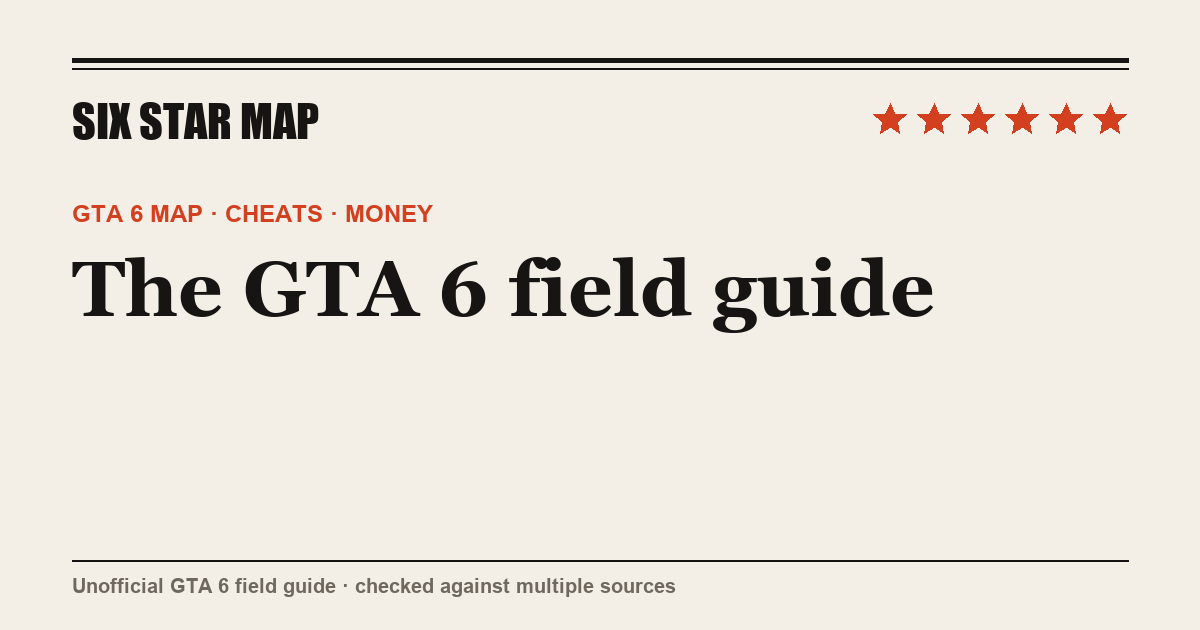 SIX STAR MAP
GTA 6 MAP · CHEATS · MONEY
The GTA 6 field guide
Unofficial GTA 6 field guide · checked against multiple sources